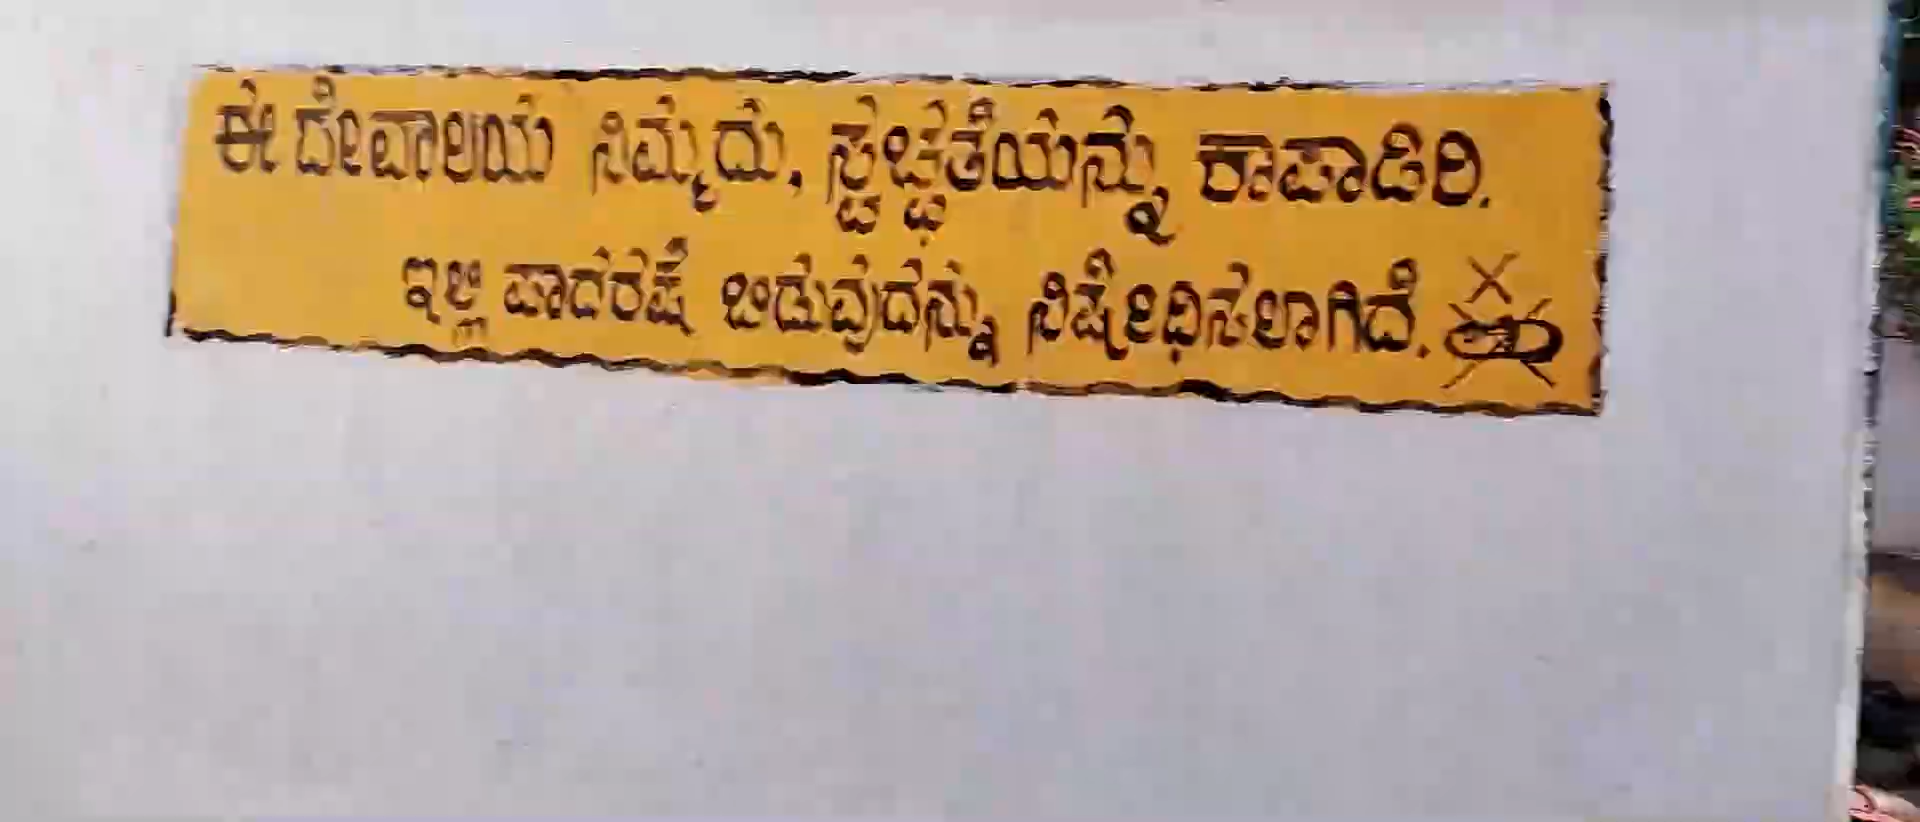 ಈ ದೇವಾಲಯ ನಿಮ್ಮದು, ಸ್ವಚ್ಛತೆಯನ್ನು ಕಾಪಾಡಿರಿ.
ಇಲ್ಲಿ ಪಾದರಕ್ಷೆ ಬಿಡುವುದನ್ನು ನಿಷೇಧಿಸಲಾಗಿದೆ.